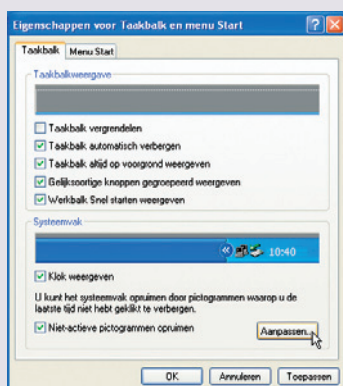 Eigenschappen voor Taakbalk en menu Start
Taakbalk
Menu Start
Taakbalkweergave
Taakbalk vergrendelen
Taakbalk automatisch verbergen
Taakbalk altijd op voorgrond weergeven
Gelijksoortige knoppen gegroepeerd weergeven
Werkbalk Snel starten weergeven
Systeemvak
10:40
Klok weergeven
U kunt het systeemvak opruimen door pictogrammen waarop u de
laatste tijd niet hebt geklikt te verbergen.
Niet-actieve pictogrammen opruimen
Aanpassen...
OK
Annuleren
Toepassen